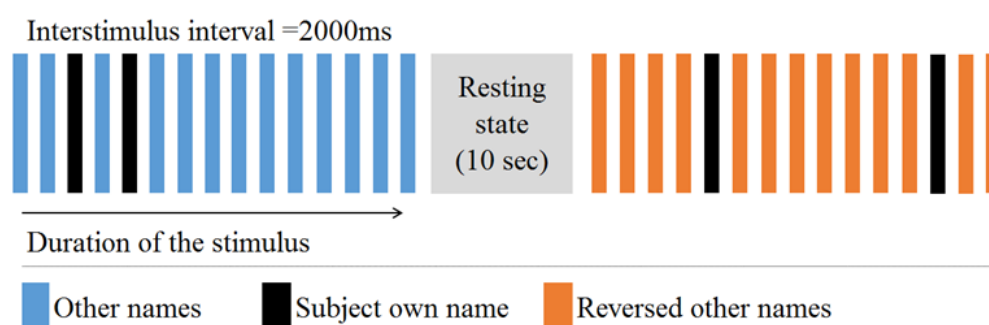 Interstimulus interval =2000ms
Resting
state
(10 sec)
Duration of the stimulus
Other names
Subject own name
Reversed other names